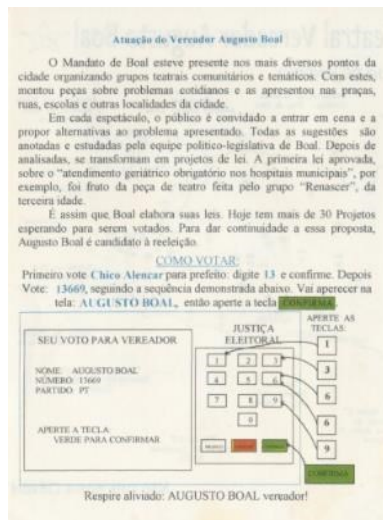 Atuação do Vereador Augusto Boal
O Mandato de Boal esteve presente nos mais diversos pontos da
cidade organizando grupos teatrais comunitários e temáticos. Com estes,
montou peças sobre problemas cotidianos e as apresentou nas praças,
ruas, escolas e outras localidades da cidade.
Em cada espetáculo, o público é convidado a entrar em cena e a
propor alternativas ao problema apresentado. Todas as sugestões são
anotadas e estudadas pela equipe político-legislativa de Boal. Depois de
analisadas, se transformam em projetos de lei. A primeira lei aprovada,
sobre o "atendimento geriátrico obrigatório nos hospitais municipais", por
exemplo, foi fruto da peça de teatro feita pelo grupo "Renascer", da
terceira idade.
É assim que Boal elabora suas leis. Hoje tem mais de 30 Projetos
esperando para serem votados. Para dar continuidade a essa proposta,
Augusto Boal é candidato à reeleição.
CÔMO VOTAR:
Primeiro vote Chico Alencar para prefeito: digite 13 e confirme. Depois
Vote: 13669, seguindo a sequência demonstrada abaixo. Vai aparecer na
tela: AUGUSTO BOAL, então aperte a tecla CONFIRMA.
SEU VOTO PARA VEREADOR
NOME: AUGUSTO BOAL
NÚMERO: 13669
PARTIDO: PT
APERTE A TECLA:
VERDE PARA CONFIRMAR
JUSTIÇA
ELEITORAL
1 2 3
4 5 6
7 8 9
0
APERTE AS
TECLAS:
1
3
6
6
9
CONFIRMA
Respire aliviado: AUGUSTO BOAL vereador!